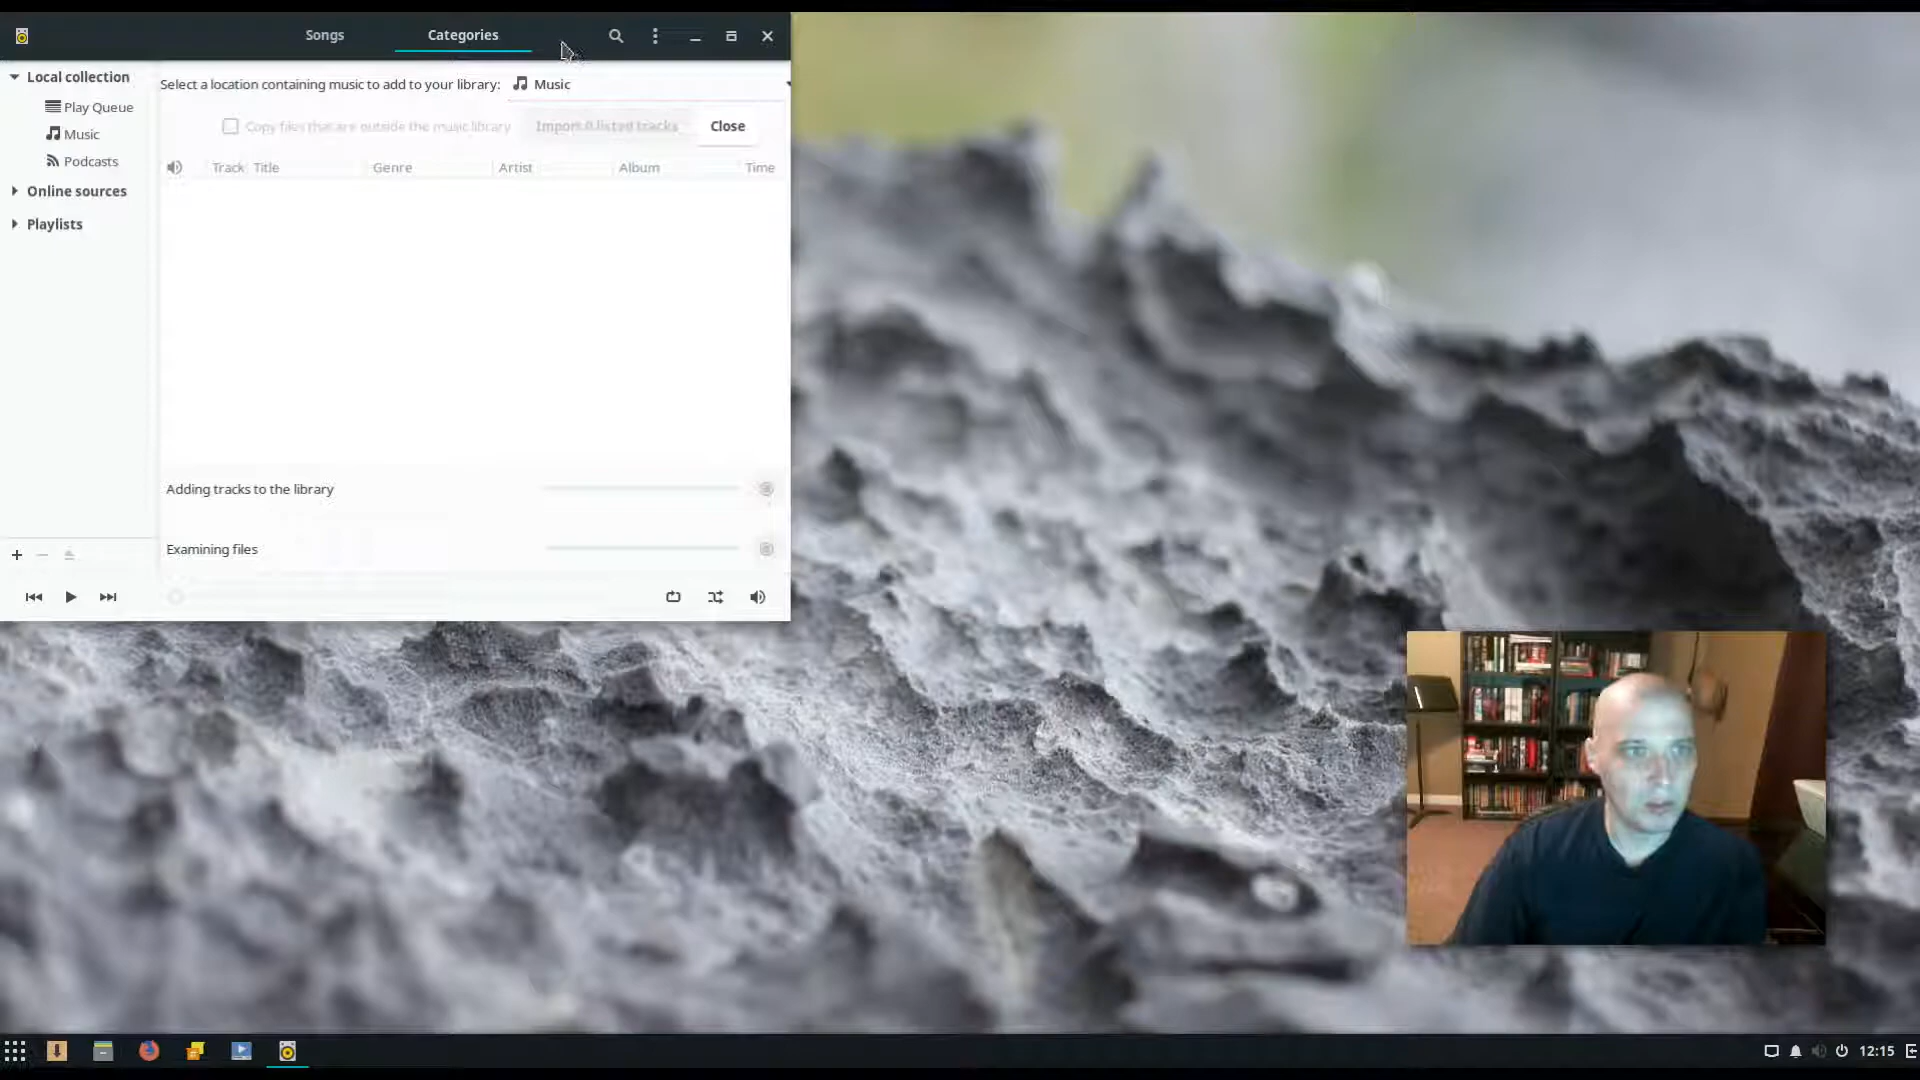 Songs
Categories
Local collection
Play Queue
Music
Podcasts
Online sources
Playlists
Select a location containing music to add to your library:
Music
Copy files that are outside the music library
Import 0 listed tracks
Close
Track
Title
Genre
Artist
Album
Time
Adding tracks to the library
Examining files
12:15